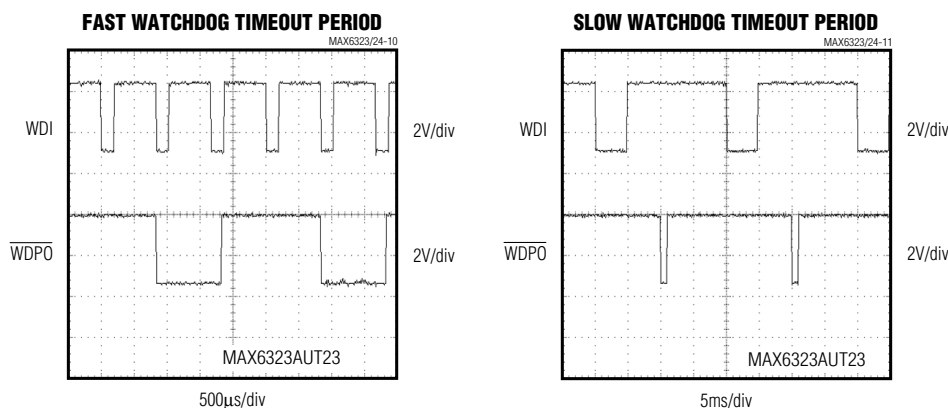 FAST WATCHDOG TIMEOUT PERIOD
MAX6323/24-10
WDI
2V/div
WDPO
2V/div
MAX6323AUT23
500μs/div
SLOW WATCHDOG TIMEOUT PERIOD
MAX6323/24-11
WDI
2V/div
WDPO
2V/div
MAX6323AUT23
5ms/div